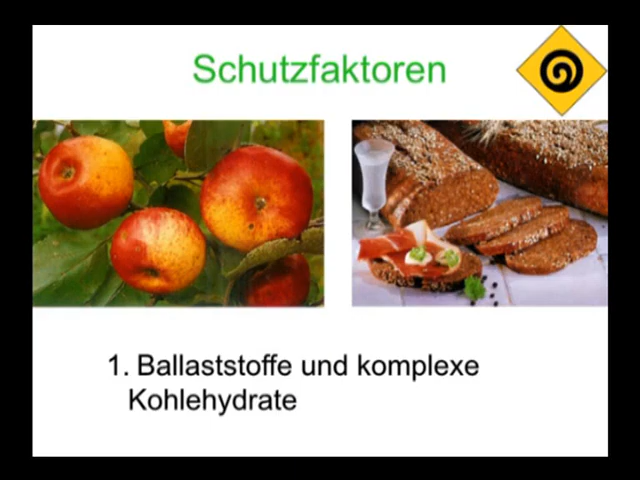 Schutzfaktoren
1. Ballaststoffe und komplexe
Kohlehydrate